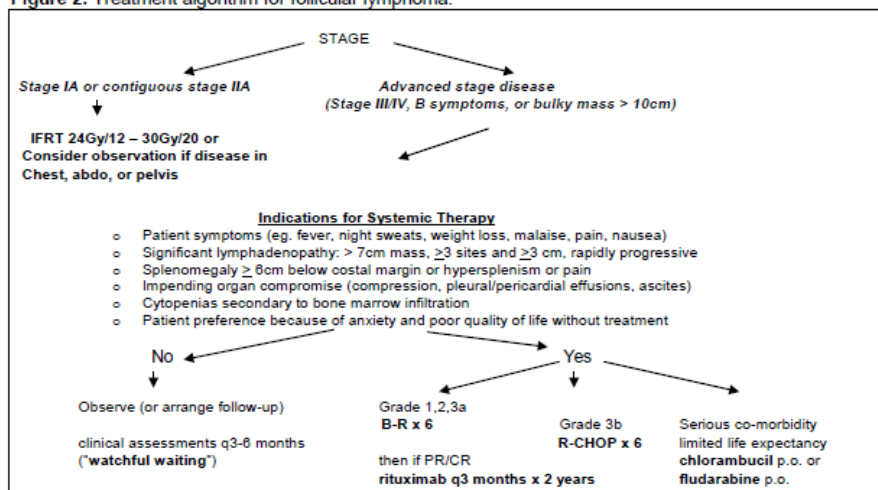 Figure 2. Treatment algorithm for follicular lymphoma.
STAGE
Stage IA or contiguous stage IIA
Advanced stage disease
(Stage III/IV, B symptoms, or bulky mass > 10cm)
IFRT 24Gy/12 – 30Gy/20 or
Consider observation if disease in
Chest, abdo, or pelvis
Indications for Systemic Therapy
o Patient symptoms (eg. fever, night sweats, weight loss, malaise, pain, nausea)
o Significant lymphadenopathy: > 7cm mass, ≥3 sites and ≥3 cm, rapidly progressive
o Splenomegaly ≥ 6cm below costal margin or hypersplenism or pain
o Impending organ compromise (compression, pleural/pericardial effusions, ascites)
o Cytopenias secondary to bone marrow infiltration
o Patient preference because of anxiety and poor quality of life without treatment
No
Yes
Observe (or arrange follow-up)
clinical assessments q3-6 months
("watchful waiting")
Grade 1,2,3a
B-R x 6
then if PR/CR
rituximab q3 months x 2 years
Grade 3b
R-CHOP x 6
Serious co-morbidity
limited life expectancy
chlorambucil p.o. or
fludarabine p.o.